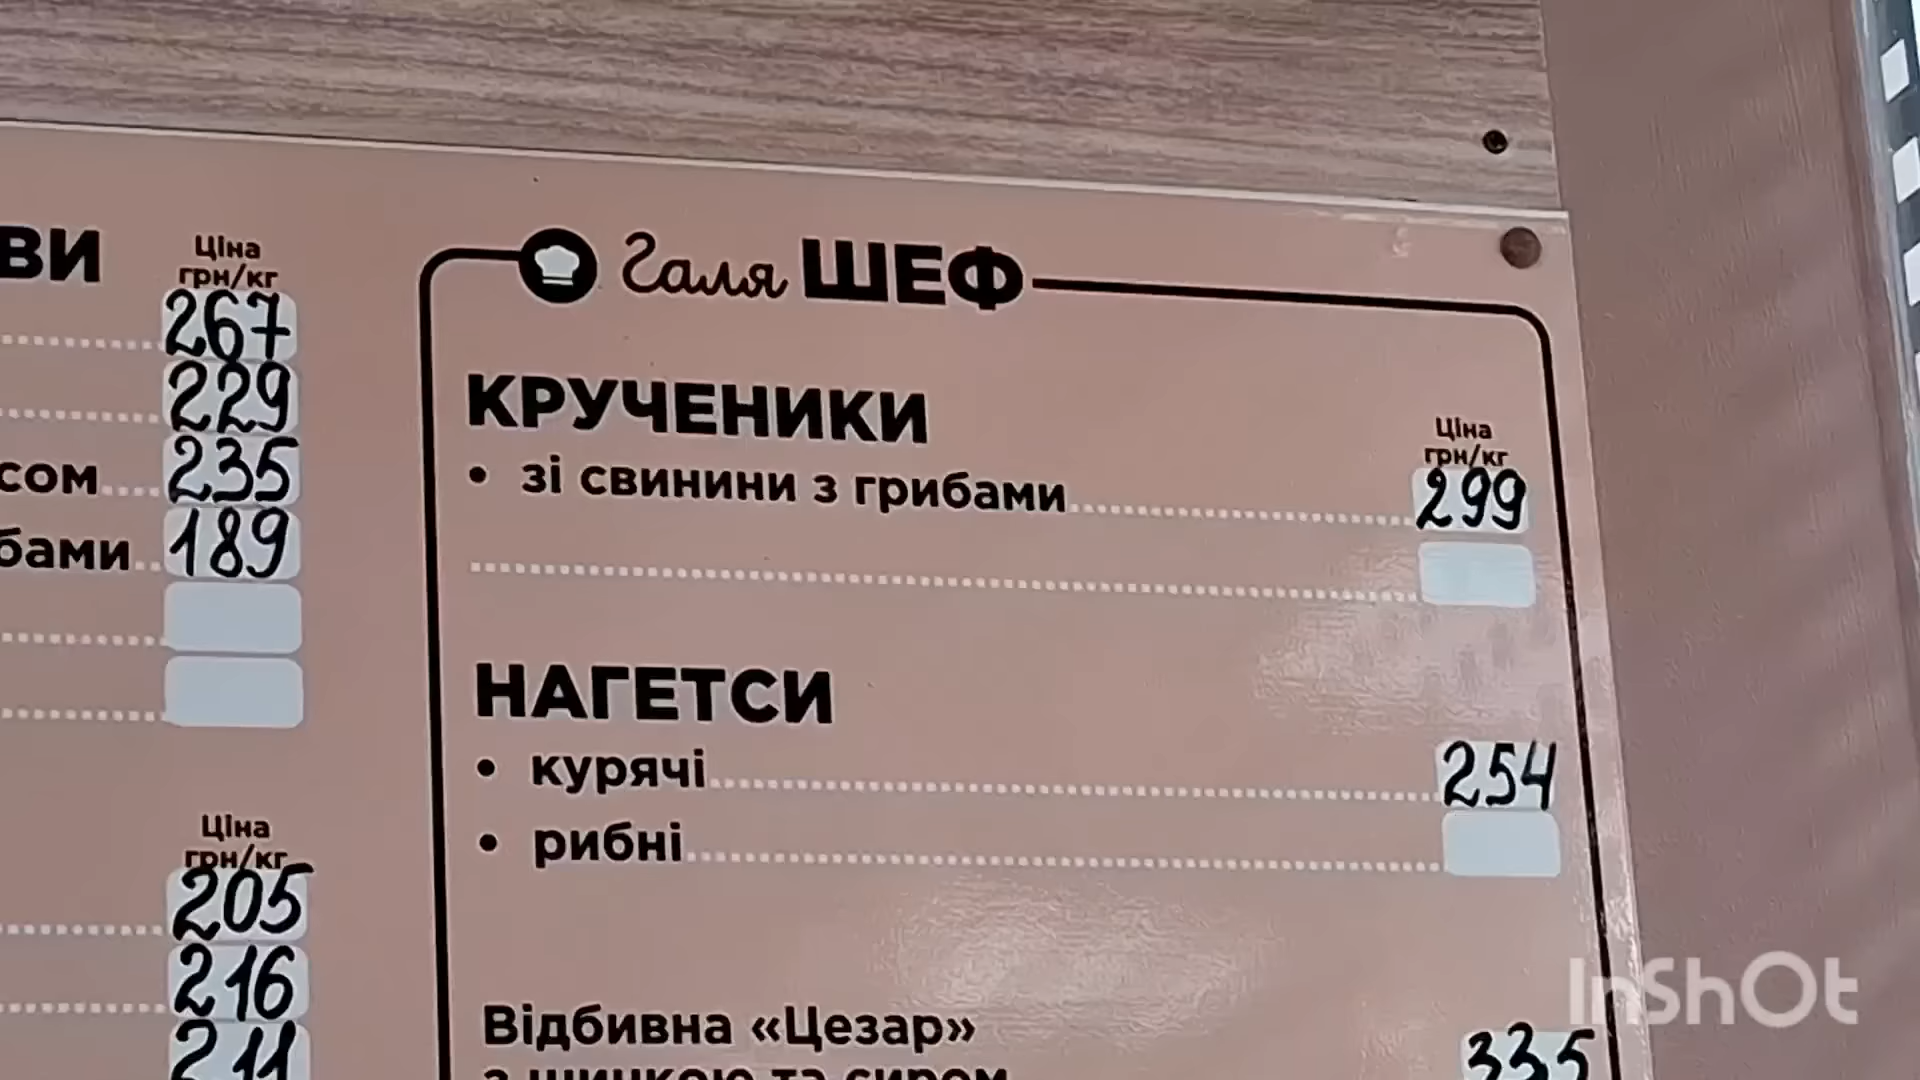 ВИ
Ціна
грн/кг
267
229
сом 235
бами 189
Ціна
грн/кг
205
216
211
Галя ШЕФ
КРУЧЕНИКИ
Ціна
грн/кг
• зі свинини з грибами 299
НАГЕТСИ
• курячі 254
• рибні
Відбивна «Цезар»
з шинкою та сиром 335
InShOt